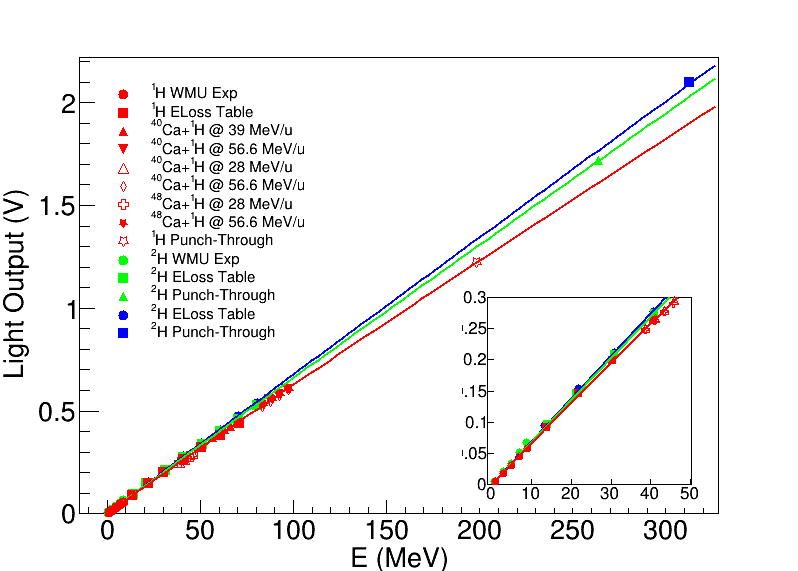 ¹H WMU Exp
¹H ELoss Table
⁴⁰Ca+¹H @ 39 MeV/u
⁴⁰Ca+¹H @ 56.6 MeV/u
⁴⁰Ca+¹H @ 28 MeV/u
⁴⁰Ca+¹H @ 56.6 MeV/u
⁴⁸Ca+¹H @ 28 MeV/u
⁴⁸Ca+¹H @ 56.6 MeV/u
¹H Punch-Through
²H WMU Exp
²H ELoss Table
²H Punch-Through
²H ELoss Table
²H Punch-Through
Light Output (V)
2
1.5
1
0.5
0
0 50 100 150 200 250 300
E (MeV)
0.3
0.25
0.2
0.15
0.1
.05
0
0 10 20 30 40 50